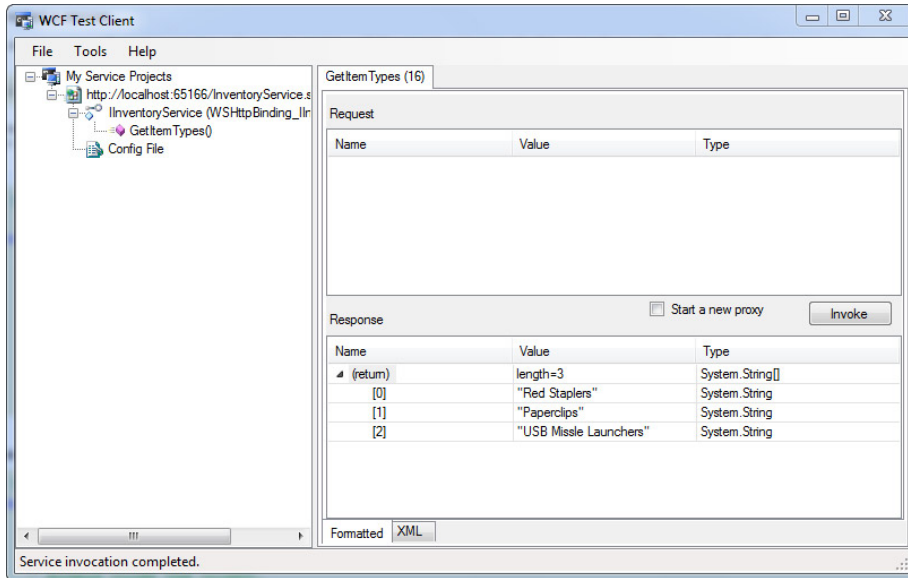 WCF Test Client
File Tools Help
My Service Projects
http://localhost:65166/InventoryService.s
IInventoryService (WSHttpBinding_IIn
GetItemTypes()
Config File
GetItemTypes (16)
Request
Name Value Type
Start a new proxy Invoke
Response
Name Value Type
(return) length=3 System.String[]
[0] "Red Staplers" System.String
[1] "Paperclips" System.String
[2] "USB Missle Launchers" System.String
Formatted XML
Service invocation completed.